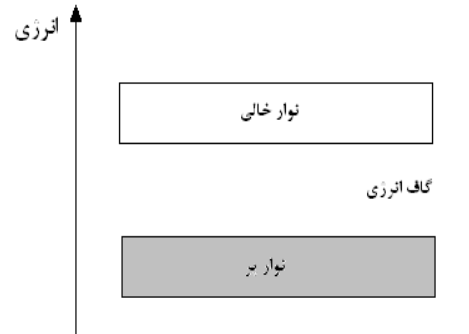 انرژی
نوار خالی
گاف انرژی
نوار پر